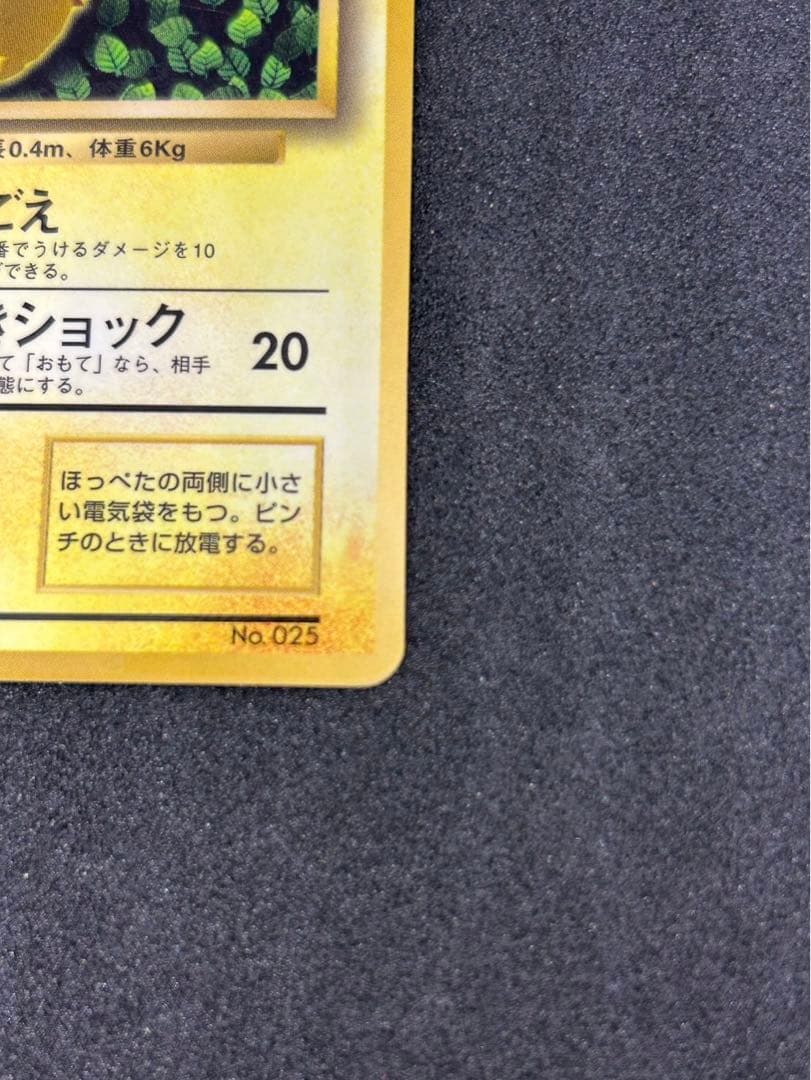 長0.4m、体重6Kg
ごえ
番でうけるダメージを10
できる。
きショック
20
て「おもて」なら、相手
態にする。
ほっぺたの両側に小さ
い電気袋をもつ。ピン
チのときに放電する。
No. 025